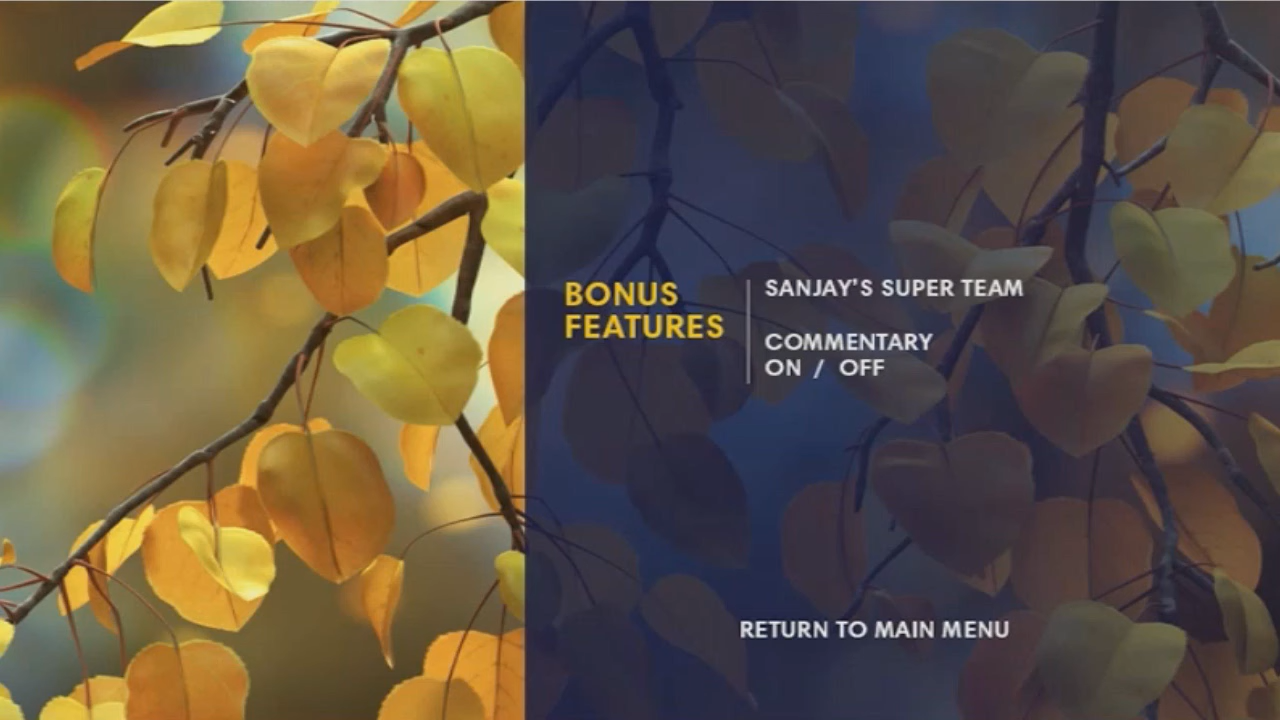 BONUS
FEATURES
SANJAY'S SUPER TEAM
COMMENTARY
ON / OFF
RETURN TO MAIN MENU